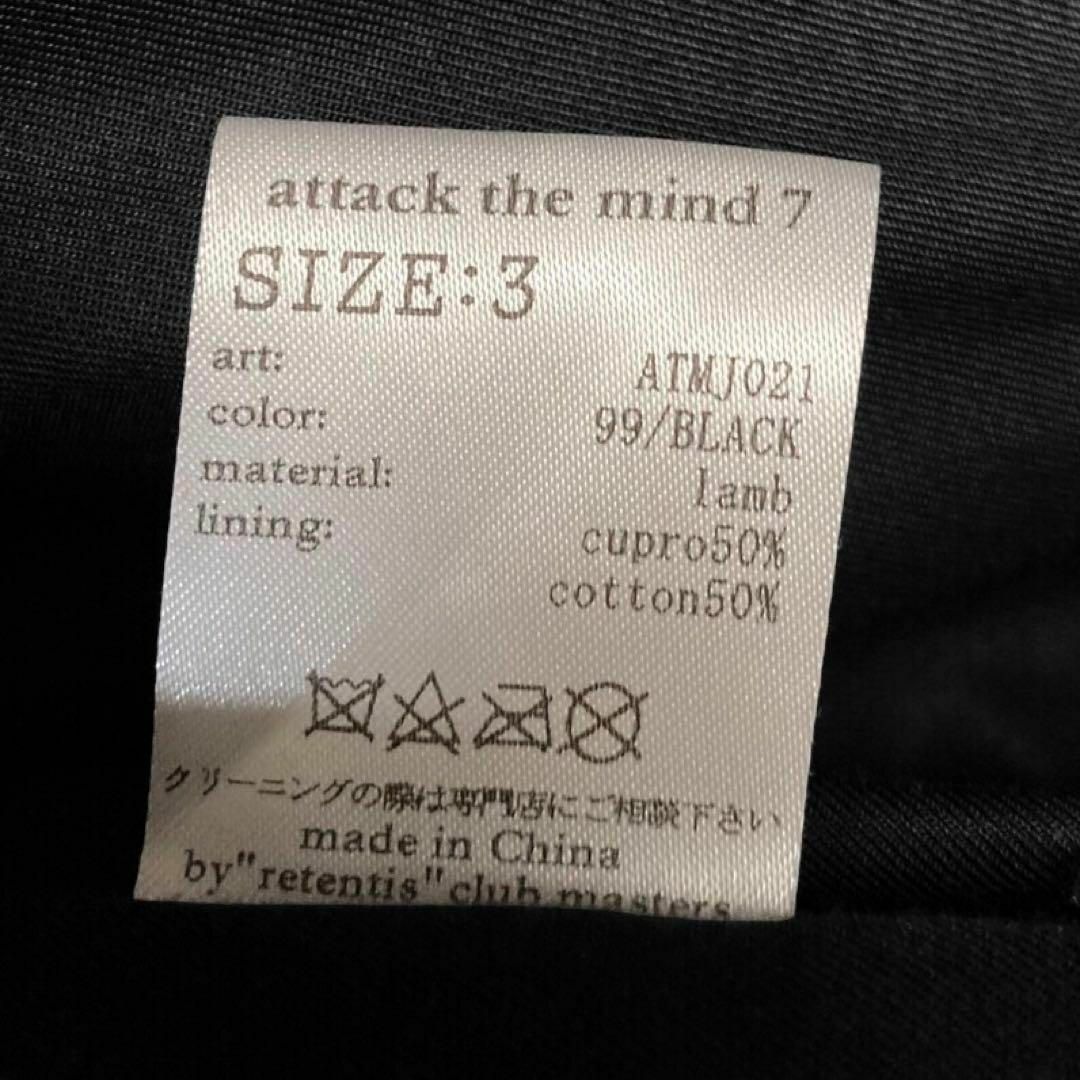 attack the mind 7
SIZE:3
art: ATMJ021
color: 99/BLACK
material: lamb
lining: cupro50%
cotton50%
クリーニングの際は専門店にご相談下さい
made in China
by"retentis"club masters